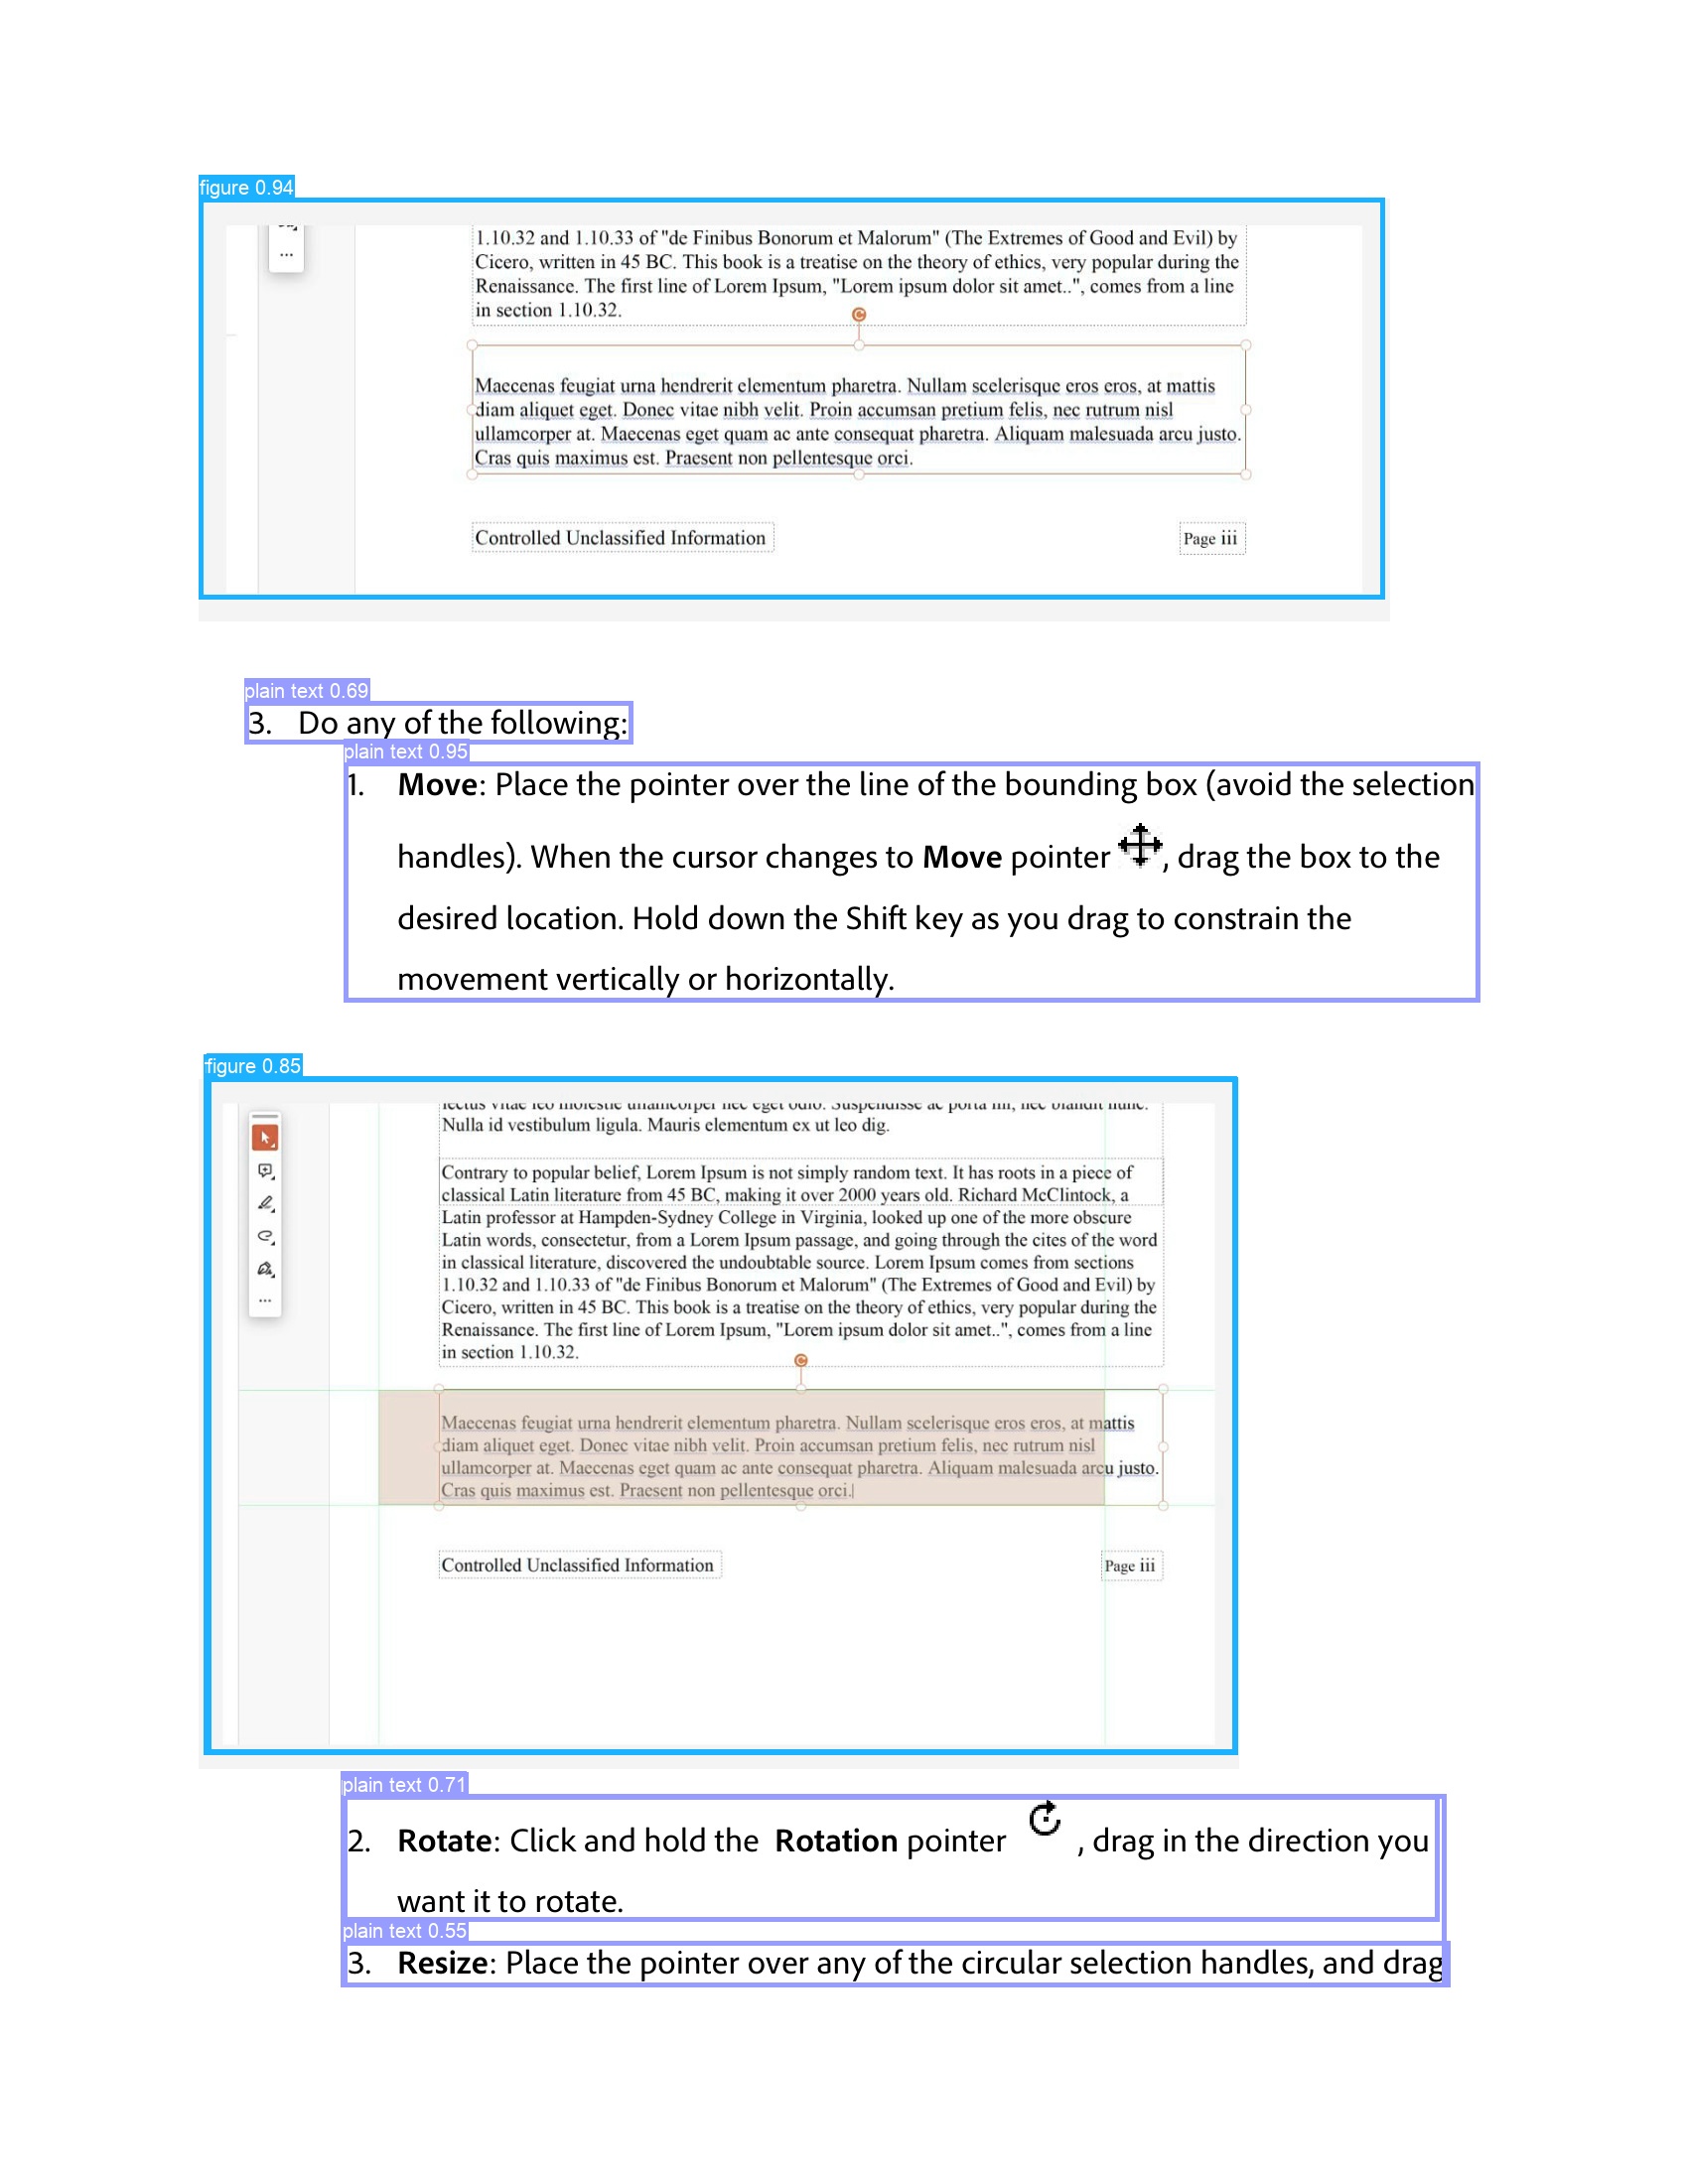 figure 0.94
...
1.10.32 and 1.10.33 of "de Finibus Bonorum et Malorum" (The Extremes of Good and Evil) by
Cicero, written in 45 BC. This book is a treatise on the theory of ethics, very popular during the
Renaissance. The first line of Lorem Ipsum, "Lorem ipsum dolor sit amet..", comes from a line
in section 1.10.32.
Maecenas feugiat urna hendrerit elementum pharetra. Nullam scelerisque eros eros, at mattis
diam aliquet eget. Donec vitae nibh velit. Proin accumsan pretium felis, nec rutrum nisl
ullamcorper at. Maecenas eget quam ac ante consequat pharetra. Aliquam malesuada arcu justo.
Cras quis maximus est. Praesent non pellentesque orci.
Controlled Unclassified Information Page iii
plain text 0.69
3. Do any of the following:
plain text 0.95
1. Move: Place the pointer over the line of the bounding box (avoid the selection
handles). When the cursor changes to Move pointer , drag the box to the
desired location. Hold down the Shift key as you drag to constrain the
movement vertically or horizontally.
figure 0.85
lectus vitae leo molestie ullamcorper nec eget odio. Suspendisse ac porta mi, nec blandit nunc.
Nulla id vestibulum ligula. Mauris elementum ex ut leo dig.
Contrary to popular belief, Lorem Ipsum is not simply random text. It has roots in a piece of
classical Latin literature from 45 BC, making it over 2000 years old. Richard McClintock, a
Latin professor at Hampden-Sydney College in Virginia, looked up one of the more obscure
Latin words, consectetur, from a Lorem Ipsum passage, and going through the cites of the word
in classical literature, discovered the undoubtable source. Lorem Ipsum comes from sections
1.10.32 and 1.10.33 of "de Finibus Bonorum et Malorum" (The Extremes of Good and Evil) by
Cicero, written in 45 BC. This book is a treatise on the theory of ethics, very popular during the
Renaissance. The first line of Lorem Ipsum, "Lorem ipsum dolor sit amet..", comes from a line
in section 1.10.32.
Maecenas feugiat urna hendrerit elementum pharetra. Nullam scelerisque eros eros, at mattis
diam aliquet eget. Donec vitae nibh velit. Proin accumsan pretium felis, nec rutrum nisl
ullamcorper at. Maecenas eget quam ac ante consequat pharetra. Aliquam malesuada arcu justo.
Cras quis maximus est. Praesent non pellentesque orci.
Controlled Unclassified Information Page iii
plain text 0.71
2. Rotate: Click and hold the Rotation pointer , drag in the direction you
want it to rotate.
plain text 0.55
3. Resize: Place the pointer over any of the circular selection handles, and drag